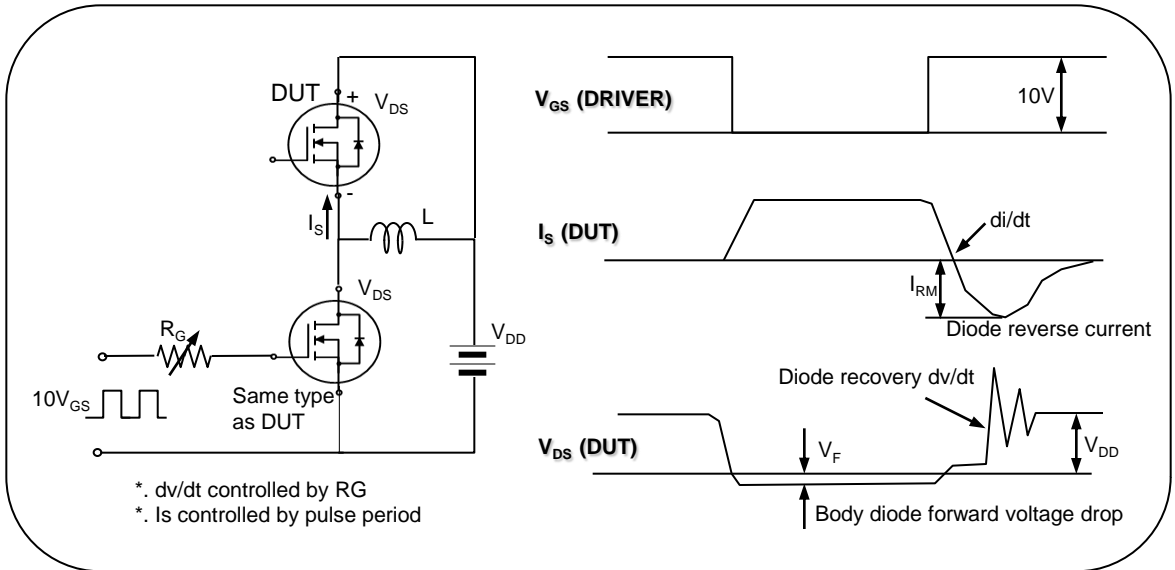 DUT
+
V_DS
-
I_S
L
V_DS
R_G
V_DD
10V_GS
Same type
as DUT
*. dv/dt controlled by RG
*. Is controlled by pulse period
V_GS (DRIVER)
10V
I_S (DUT)
di/dt
I_RM
Diode reverse current
Diode recovery dv/dt
V_DS (DUT)
V_F
V_DD
Body diode forward voltage drop